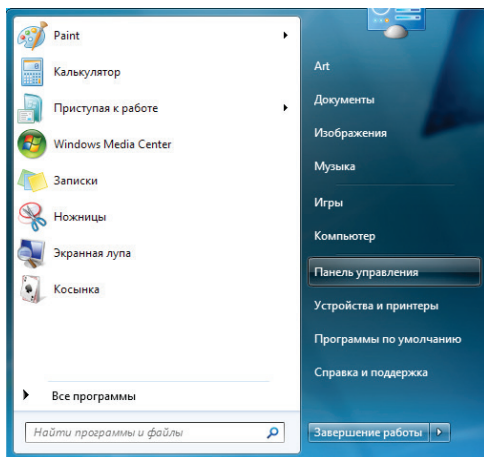 Paint
Калькулятор
Приступая к работе
Windows Media Center
Записки
Ножницы
Экранная лупа
Косынка
Все программы
Найти программы и файлы
Art
Документы
Изображения
Музыка
Игры
Компьютер
Панель управления
Устройства и принтеры
Программы по умолчанию
Справка и поддержка
Завершение работы